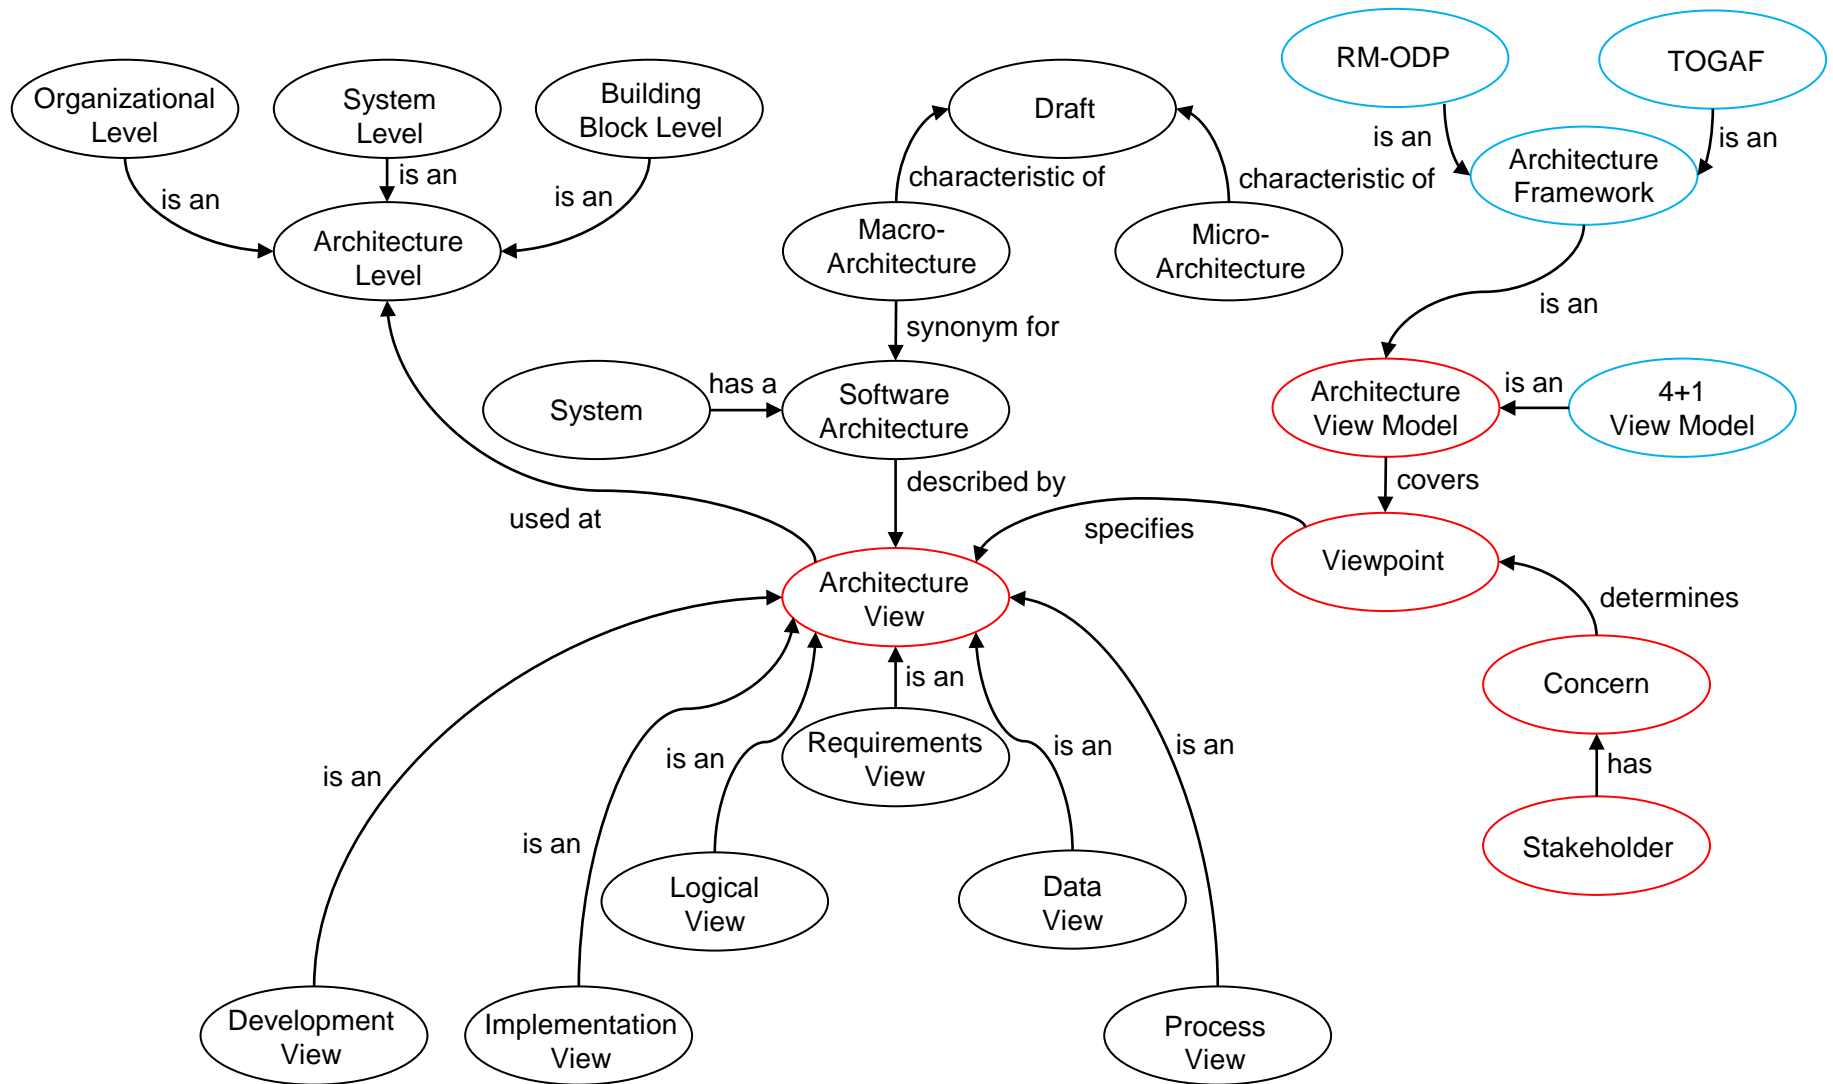 RM-ODP
TOGAF
Organizational
Level
System
Level
Building
Block Level
Draft
is an
is an
Architecture
Framework
is an
is an
is an
characteristic of
characteristic of
Architecture
Level
Macro-
Architecture
Micro-
Architecture
is an
synonym for
System
has a
Software
Architecture
Architecture
View Model
is an
4+1
View Model
described by
covers
used at
specifies
Viewpoint
Architecture
View
determines
is an
Concern
Requirements
View
is an
is an
is an
is an
has
is an
Stakeholder
Logical
View
Data
View
Development
View
Implementation
View
Process
View